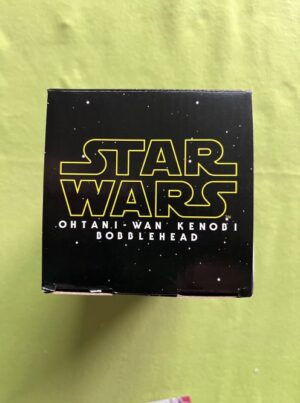 STAR
WARS
OHTANI-WAN KENOBI
BOBBLEHEAD